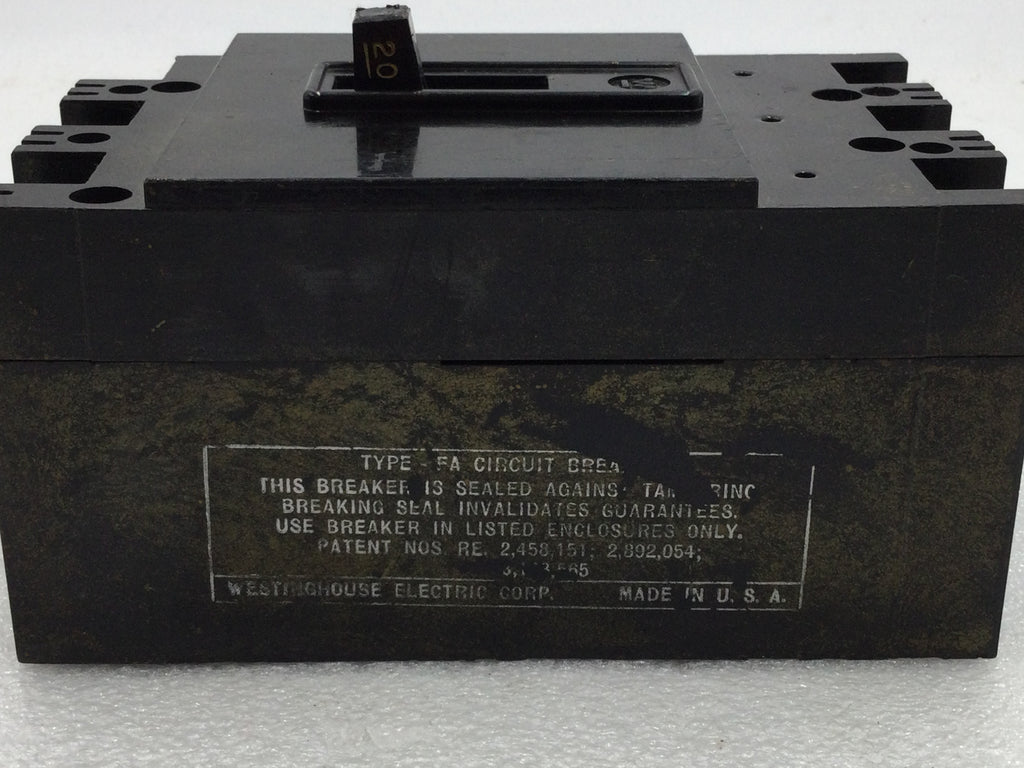 20
TYPE - FA CIRCUIT
THIS BREAKER IS SEALED AGAINST
BREAKING SEAL INVALIDATES GUARANTEES.
USE BREAKER IN LISTED ENCLOSURES ONLY.
PATENT NOS RE. 2,458,151; 2,892,054;
WESTINGHOUSE ELECTRIC CORP. MADE IN U. S. A.